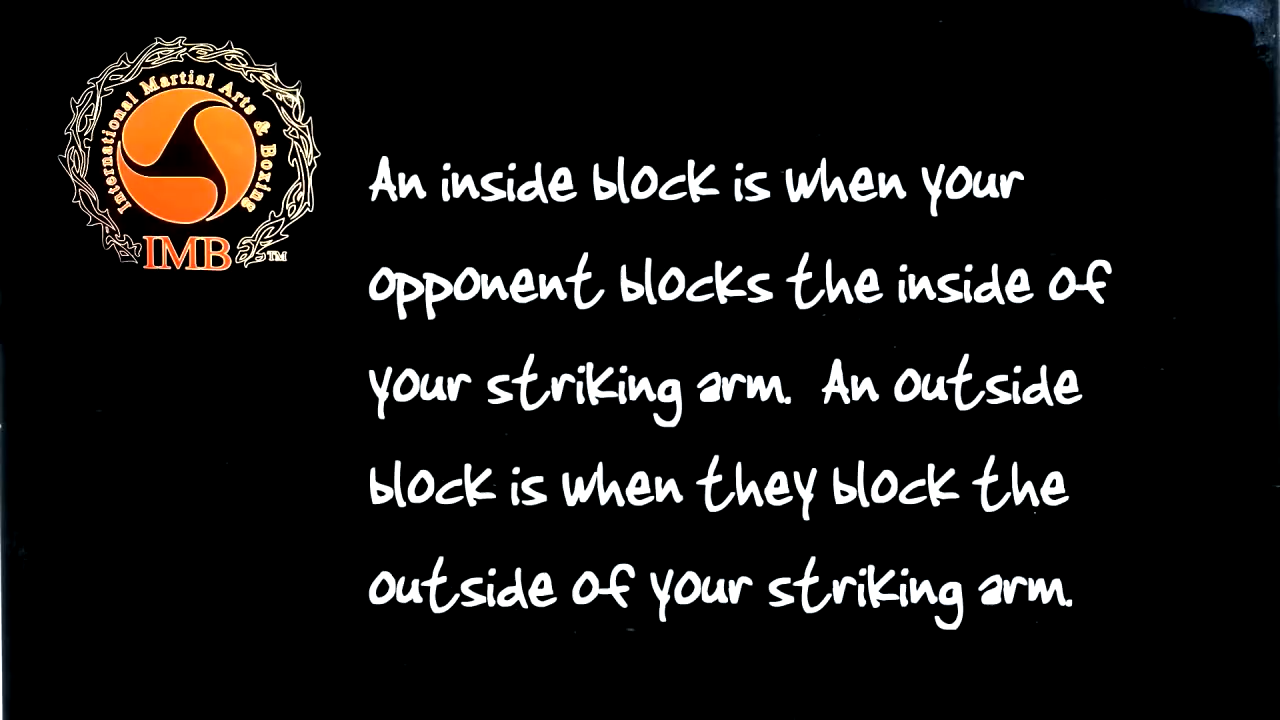 International Martial Arts & Boxing
IMB™
An inside block is when your
opponent blocks the inside of
your striking arm. An outside
block is when they block the
outside of your striking arm.